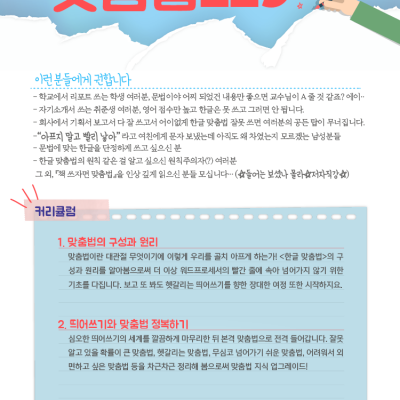 이런 분들에게 권합니다
- 학교에서 리포트 쓰는 학생 여러분, 문법이야 어찌 되었건 내용만 좋으면 교수님이 A 줄 것 같죠? 에이~
- 자기소개서 쓰는 취준생 여러분, 영어 점수만 높고 한글은 못 쓰고 그러면 안 됩니다.
- 회사에서 기획서 보고서 다 잘 쓰고서 어이없게 한글 맞춤법 잘못 쓰면 여러분의 공든 탑이 무너집니다.
-"아프지 말고 빨리 낳아" 라고 여친에게 문자 보냈는데 아직도 왜 차였는지 모르겠는 남성분들
- 문법에 맞는 한글을 단정하게 쓰고 싶으신 분
- 한글 맞춤법의 원칙 같은 걸 알고 싶으신 원칙주의자(?) 여러분
그 외, 『책 쓰자면 맞춤법』을 인상 깊게 읽으신 분들 모십니다… (☆들어는 보셨나 몰라☆저자직강☆)
커리큘럼
1. 맞춤법의 구성과 원리
맞춤법이란 대관절 무엇이기에 이렇게 우리를 골치 아프게 하는가! <한글 맞춤법>의 구
성과 원리를 알아봄으로써 더 이상 워드프로세서의 빨간 줄에 속아 넘어가지 않기 위한
기초를 다집니다. 보고 또 봐도 헷갈리는 띄어쓰기를 향한 장대한 여정 또한 시작하지요.
2. 띄어쓰기와 맞춤법 정복하기
심오한 띄어쓰기의 세계를 깔끔하게 마무리한 뒤 본격 맞춤법으로 전격 들어갑니다. 잘못
알고 있을 확률이 큰 맞춤법, 헷갈리는 맞춤법, 무심코 넘어가기 쉬운 맞춤법, 어려워서 외
면하고 싶은 맞춤법 등을 차근차근 정리해 봄으로써 맞춤법 지식 업그레이드!